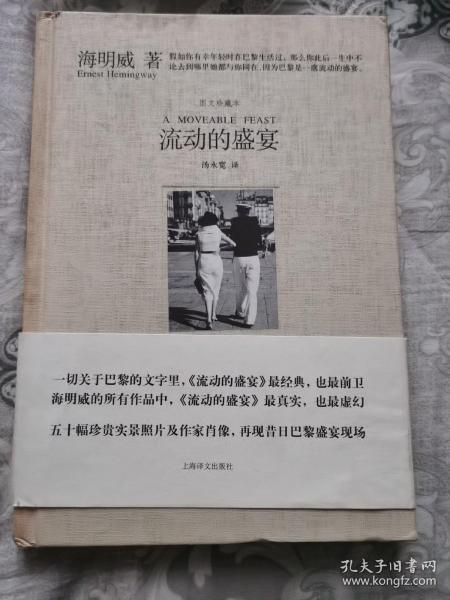 海明威 著
Ernest Hemingway
假如你有幸年轻时在巴黎生活过，那么你此后一生中不
论去到哪里她都与你同在，因为巴黎是一席流动的盛宴。
图文珍藏本
A MOVEABLE FEAST
流动的盛宴
汤永宽 译
一切关于巴黎的文字里，《流动的盛宴》最经典，也最前卫
海明威的所有作品中，《流动的盛宴》最真实，也最虚幻
五十幅珍贵实景照片及作家肖像，再现昔日巴黎盛宴现场
上海译文出版社
孔夫子旧书网
www.kongfz.com